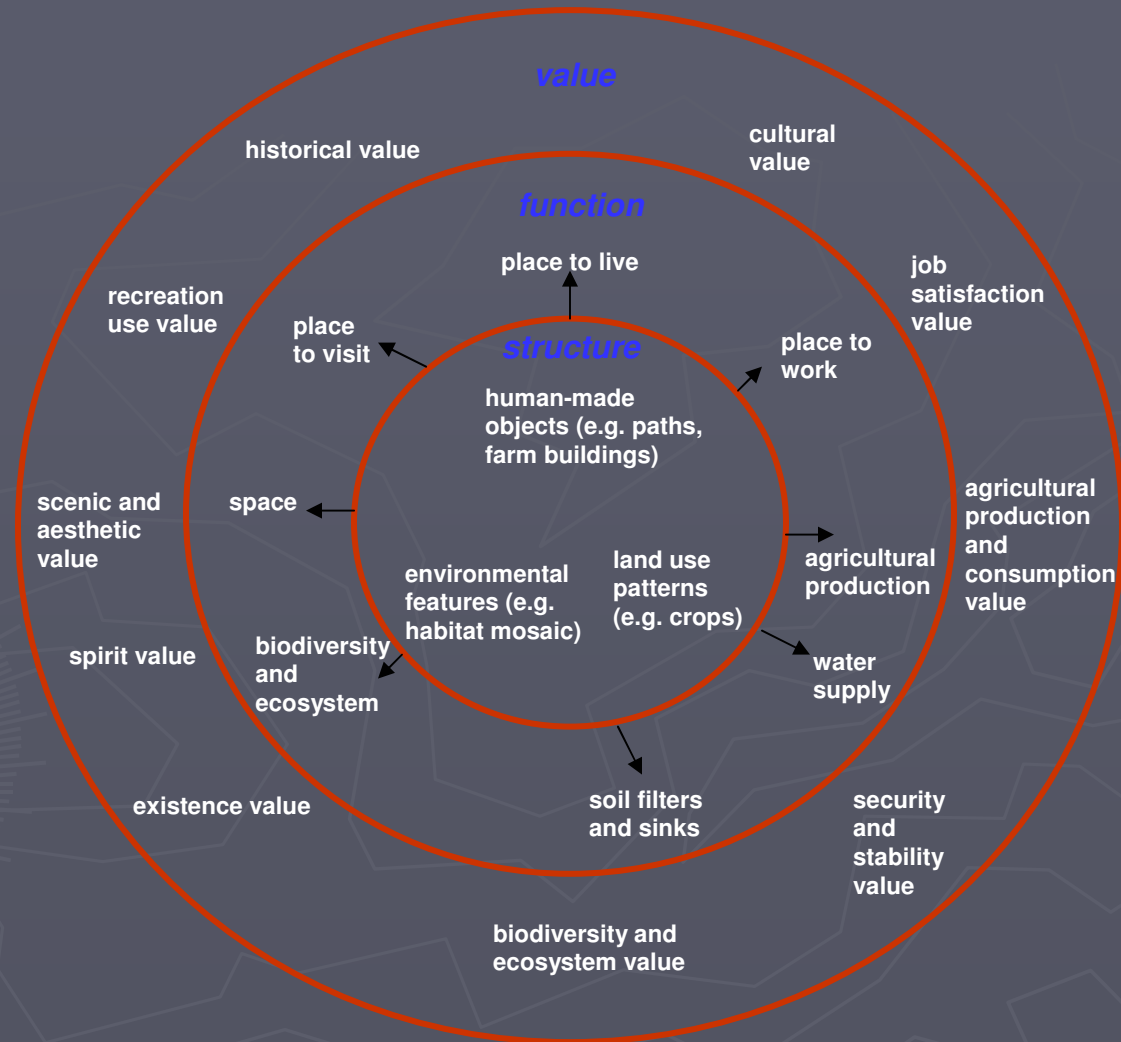 value
historical value
cultural
value
function
place to live
job
satisfaction
value
recreation
use value
place
to visit
place to
work
structure
human-made
objects (e.g. paths,
farm buildings)
scenic and
aesthetic
value
space
agricultural
production
and
consumption
value
environmental
features (e.g.
habitat mosaic)
land use
patterns
(e.g. crops)
agricultural
production
spirit value
biodiversity
and
ecosystem
water
supply
existence value
soil filters
and sinks
security
and
stability
value
biodiversity and
ecosystem value